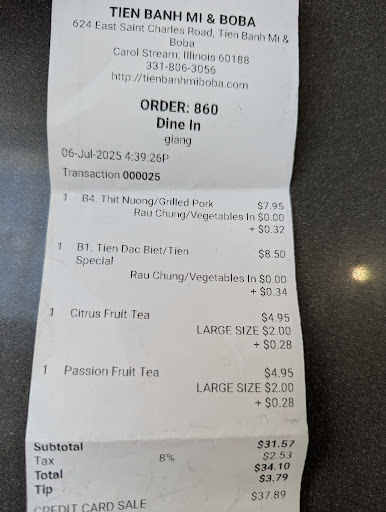 TIEN BANH MI & BOBA
624 East Saint Charles Road, Tien Banh Mi &
Boba
Carol Stream, Illinois 60188
331-806-3056
http://tienbanhmiboba.com
ORDER: 860
Dine In
giang
06-Jul-2025 4:39:26P
Transaction 000025
1 B4. Thit Nuong/Grilled Pork $7.95
Rau Chung/Vegetables In $0.00
+ $0.32
1 B1. Tien Dac Biet/Tien $8.50
Special
Rau Chung/Vegetables In $0.00
+ $0.34
1 Citrus Fruit Tea $4.95
LARGE SIZE $2.00
+ $0.28
1 Passion Fruit Tea $4.95
LARGE SIZE $2.00
+ $0.28
Subtotal $31.57
Tax 8% $2.53
Total $34.10
Tip $3.79
CREDIT CARD SALE $37.89